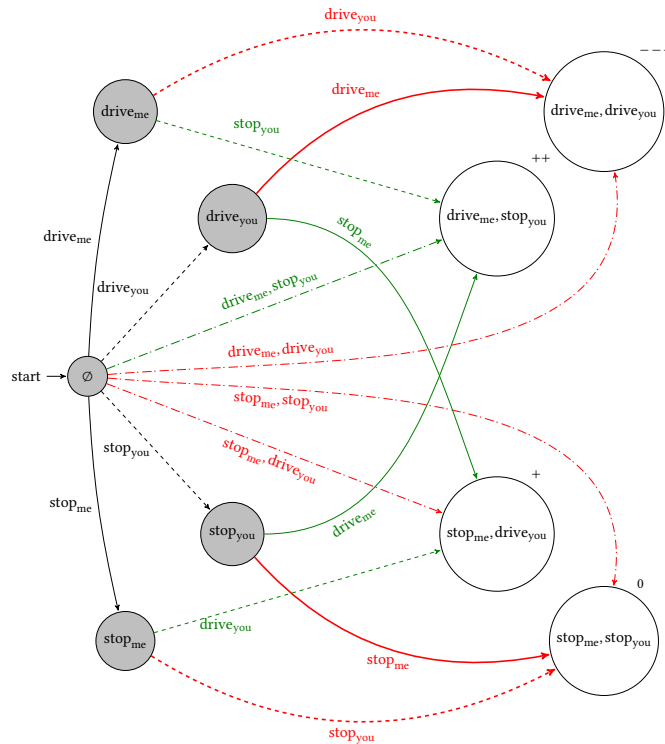 drive_you
− − −
drive_me
drive_me
drive_me, drive_you
stop_you
++
drive_you
stop_me
drive_me, stop_you
drive_me
drive_you
drive_me, stop_you
drive_me, drive_you
start
∅
stop_me, stop_you
stop_you
stop_me, drive_you
+
stop_me
drive_me
stop_you
stop_me, drive_you
0
drive_you
stop_me
stop_me, stop_you
stop_me
stop_you